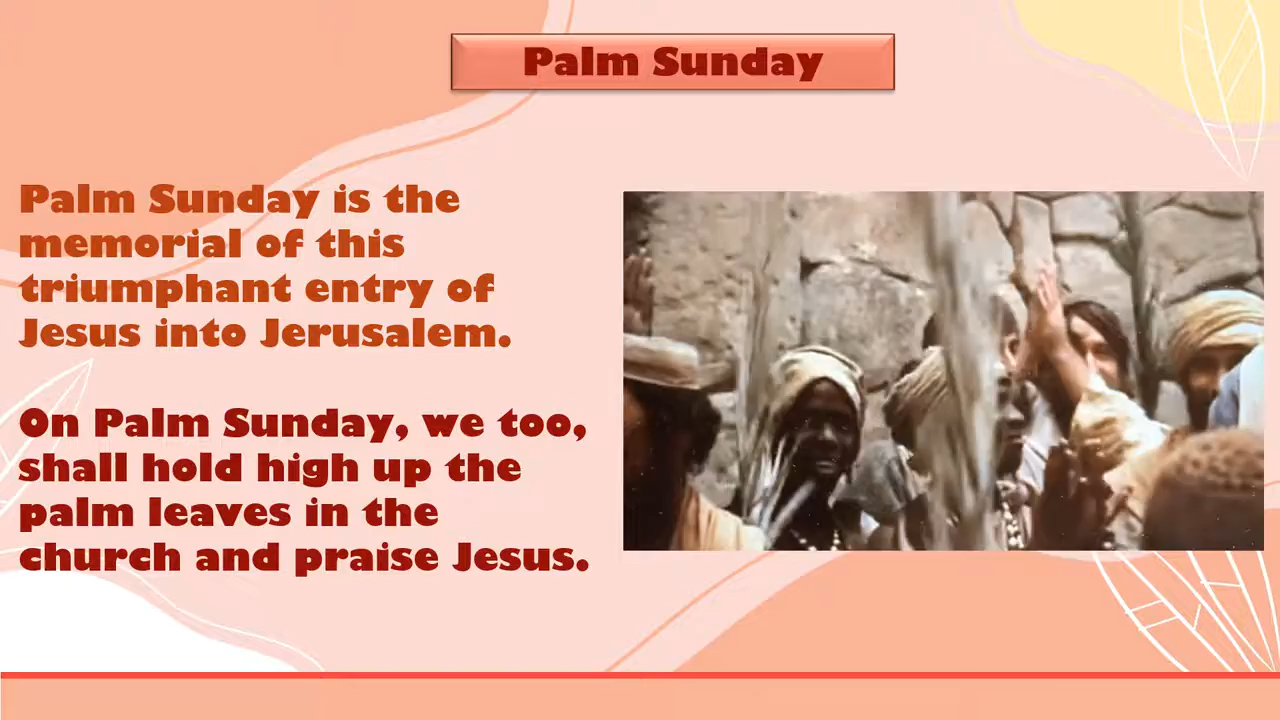 Palm Sunday
Palm Sunday is the
memorial of this
triumphant entry of
Jesus into Jerusalem.
On Palm Sunday, we too,
shall hold high up the
palm leaves in the
church and praise Jesus.